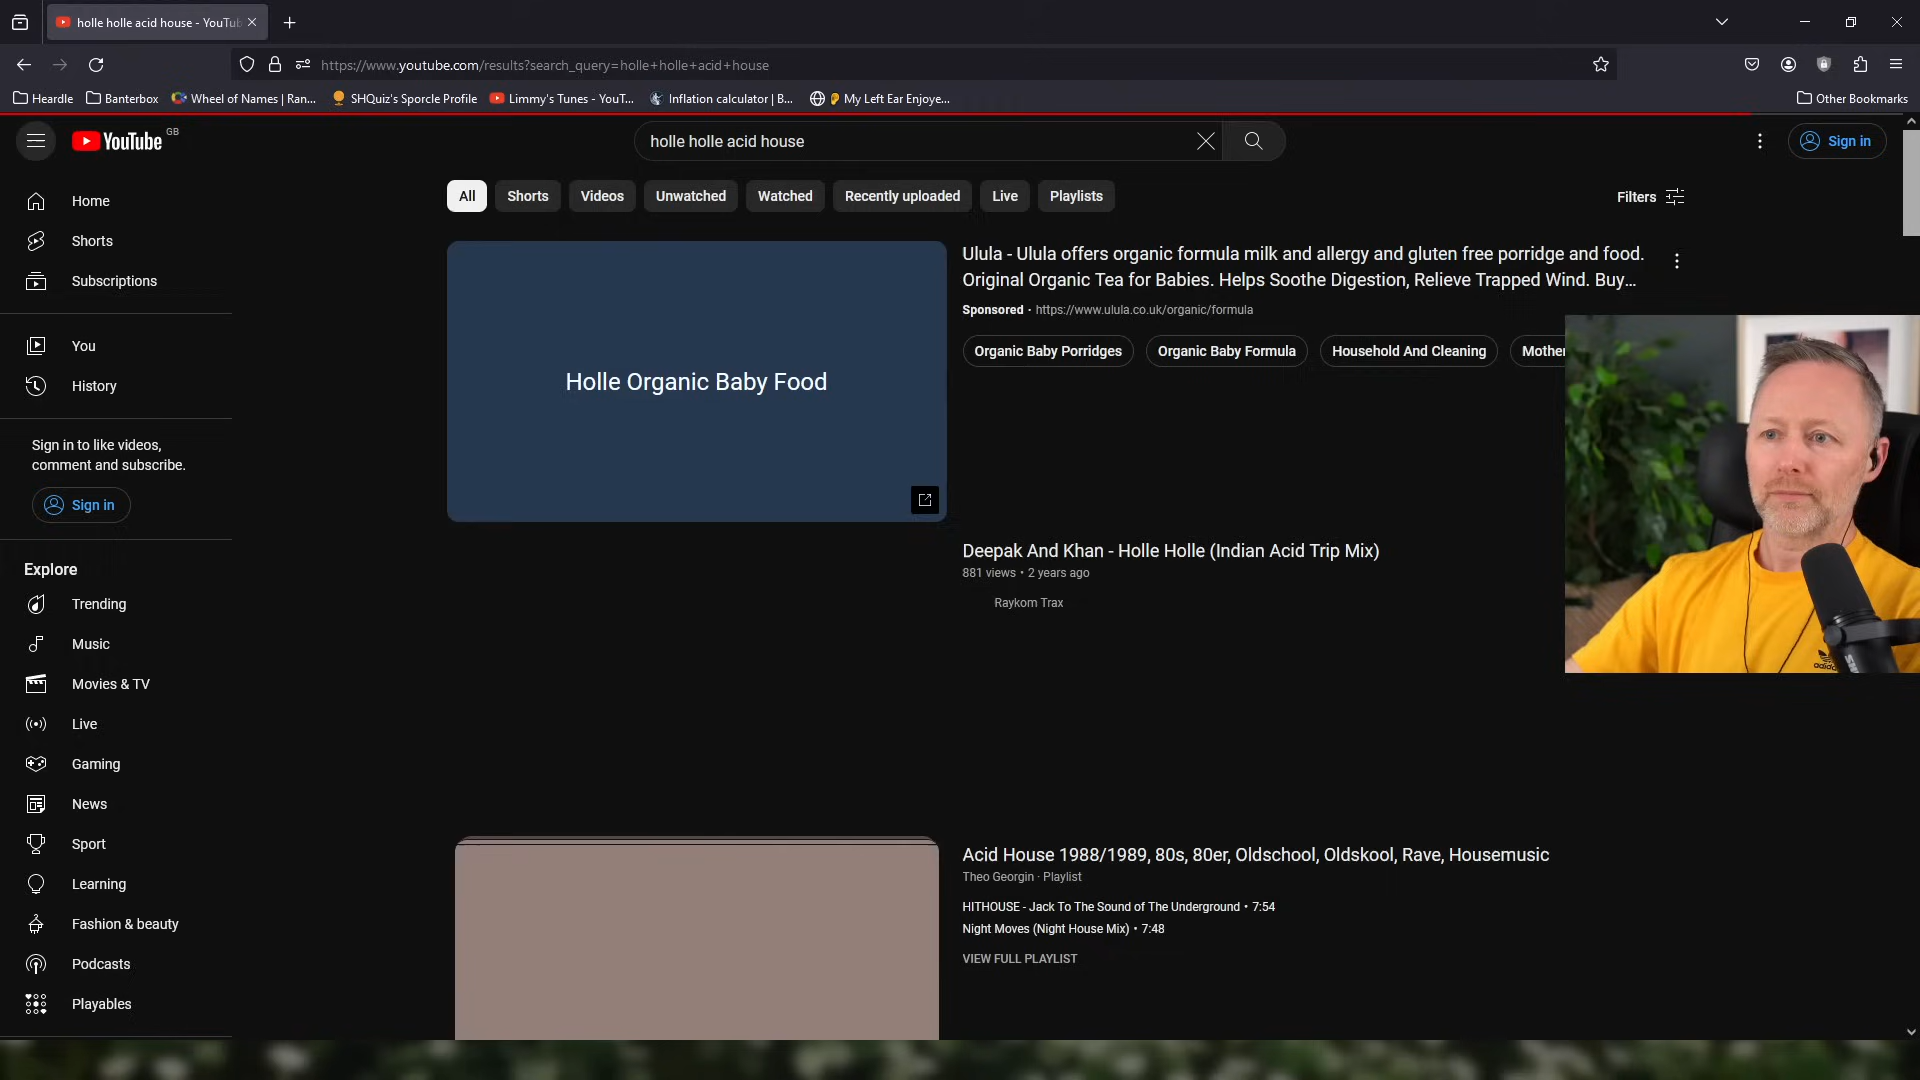 holle holle acid house - YouTub
https://www.youtube.com/results?search_query=holle+holle+acid+house
Heardle
Banterbox
Wheel of Names | Ran...
SHQuiz's Sporcle Profile
Limmy's Tunes - YouT...
Inflation calculator | B...
My Left Ear Enjoye...
Other Bookmarks
YouTube GB
holle holle acid house
Sign in
All
Shorts
Videos
Unwatched
Watched
Recently uploaded
Live
Playlists
Filters
Home
Shorts
Subscriptions
You
History
Sign in to like videos,
comment and subscribe.
Sign in
Explore
Trending
Music
Movies & TV
Live
Gaming
News
Sport
Learning
Fashion & beauty
Podcasts
Playables
Holle Organic Baby Food
Ulula - Ulula offers organic formula milk and allergy and gluten free porridge and food.
Original Organic Tea for Babies. Helps Soothe Digestion, Relieve Trapped Wind. Buy...
Sponsored · https://www.ulula.co.uk/organic/formula
Organic Baby Porridges
Organic Baby Formula
Household And Cleaning
Mother
Deepak And Khan - Holle Holle (Indian Acid Trip Mix)
881 views • 2 years ago
Raykom Trax
Acid House 1988/1989, 80s, 80er, Oldschool, Oldskool, Rave, Housemusic
Theo Georgin · Playlist
HITHOUSE - Jack To The Sound of The Underground • 7:54
Night Moves (Night House Mix) • 7:48
VIEW FULL PLAYLIST
adidas